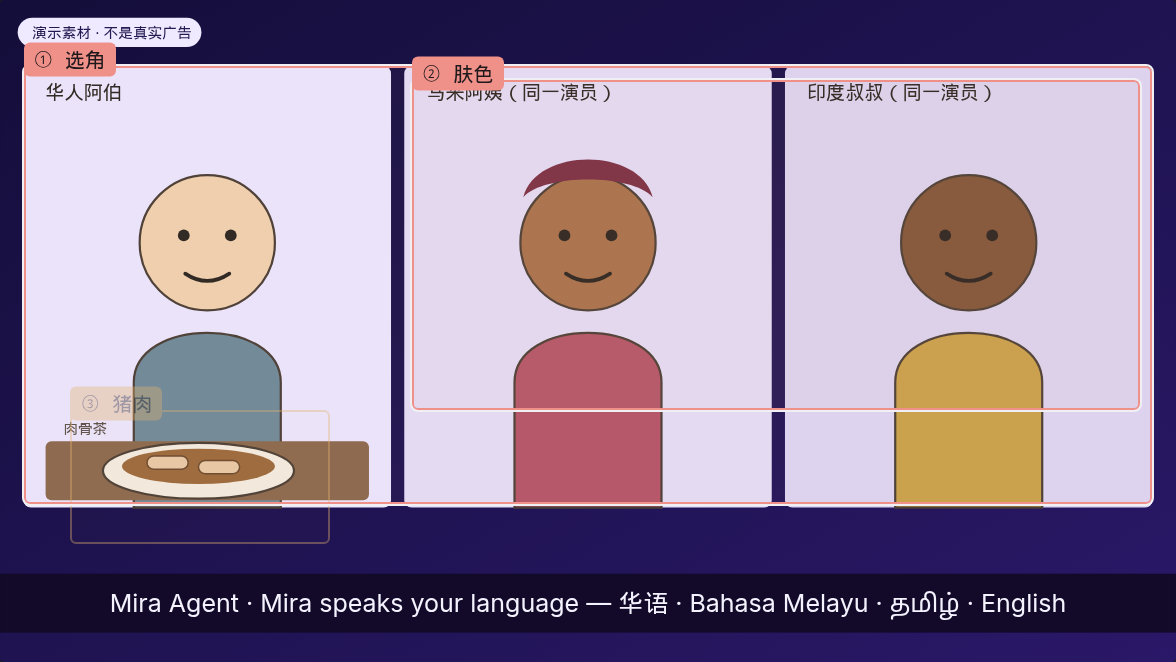 演示素材 · 不是真实广告
① 选角
② 肤色
华人阿伯
马来阿姨（同一演员）
印度叔叔（同一演员）
③ 猪肉
肉骨茶
Mira Agent · Mira speaks your language — 华语 · Bahasa Melayu · தமிழ் · English